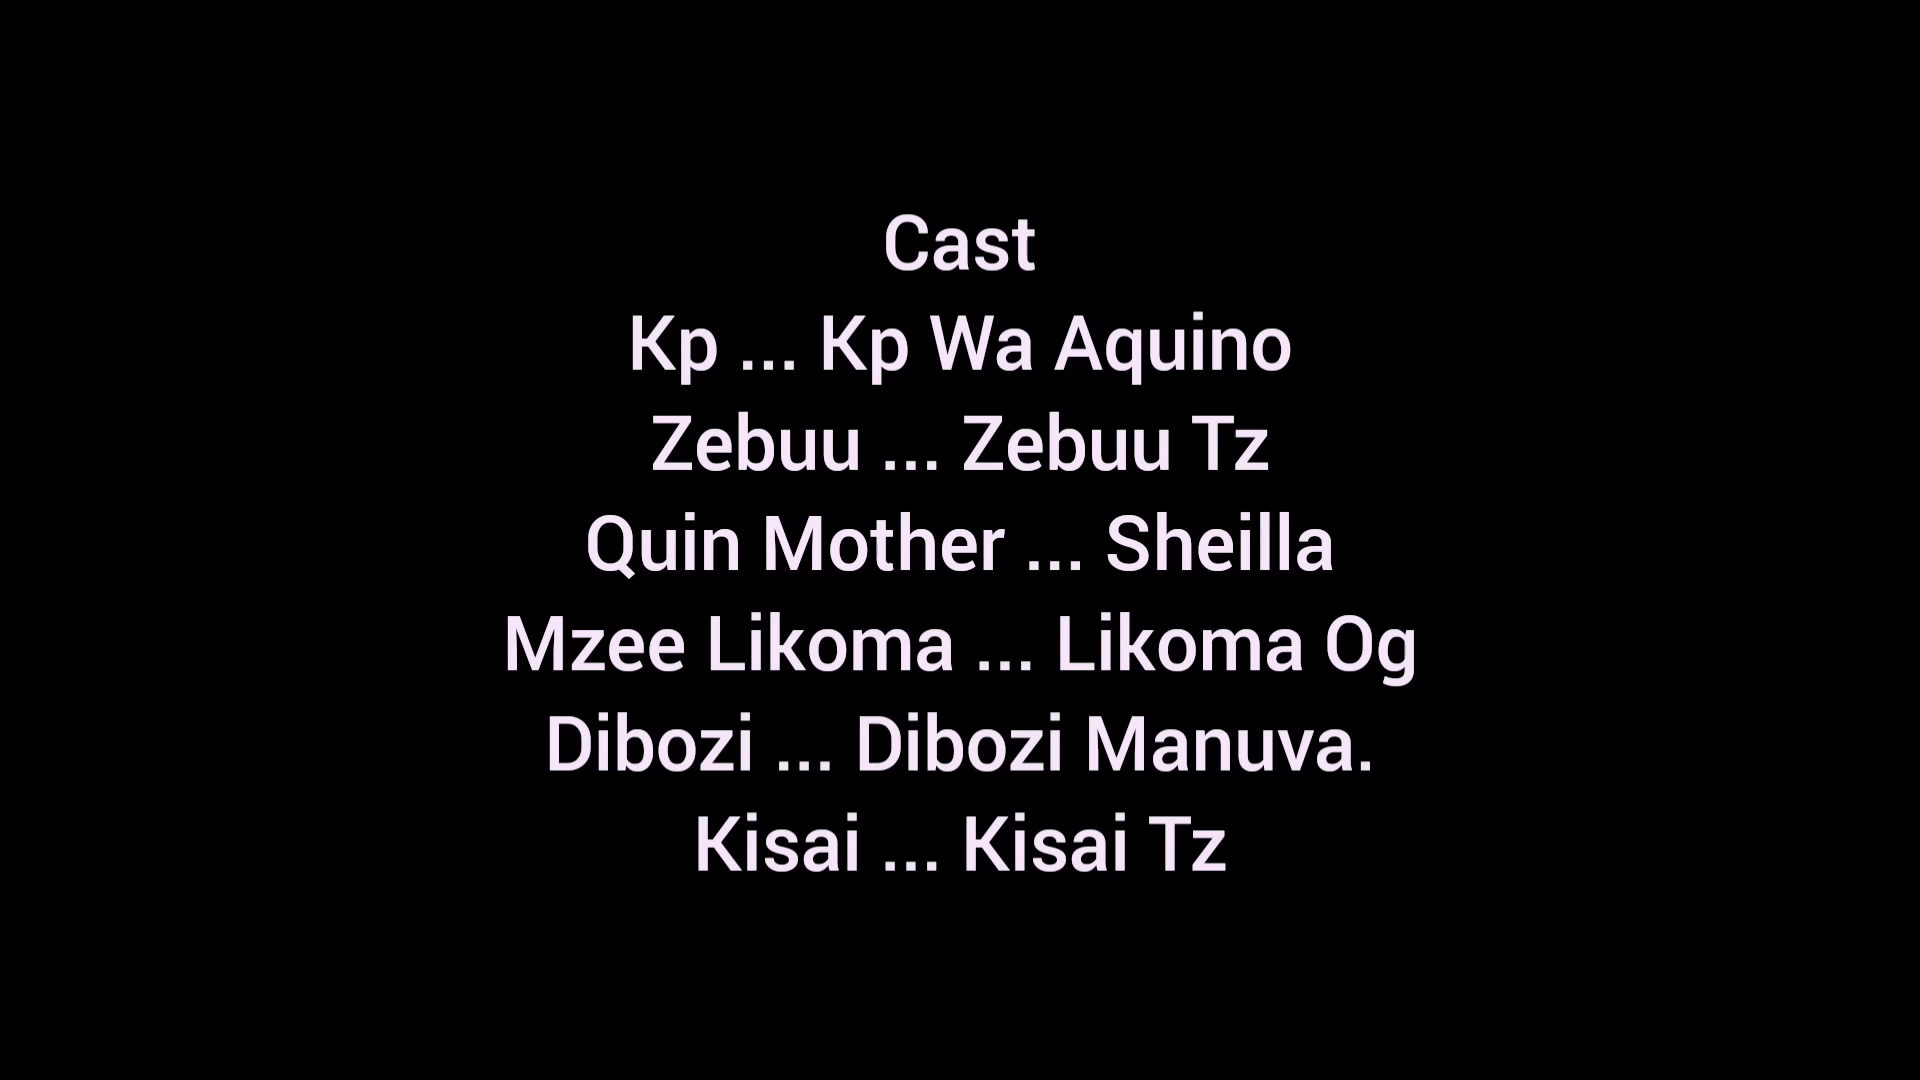 Cast
Kp ... Kp Wa Aquino
Zebuu ... Zebuu Tz
Quin Mother ... Sheilla
Mzee Likoma ... Likoma Og
Dibozi ... Dibozi Manuva.
Kisai ... Kisai Tz